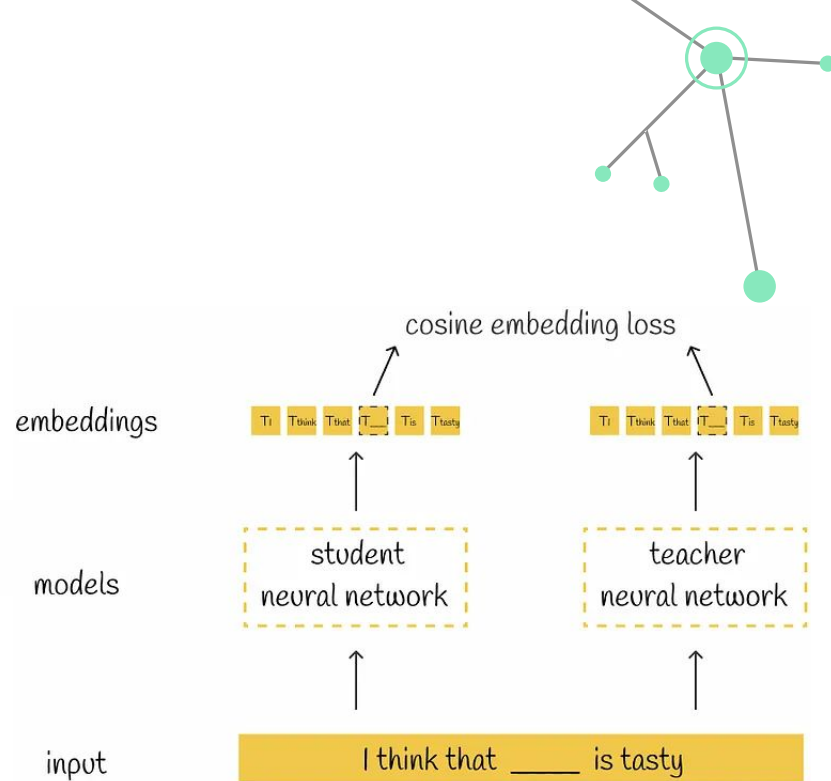 cosine embedding loss
embeddings
TI Tthink Tthat T__ Tis Ttasty
TI Tthink Tthat T__ Tis Ttasty
models
student
neural network
teacher
neural network
input
I think that _____ is tasty